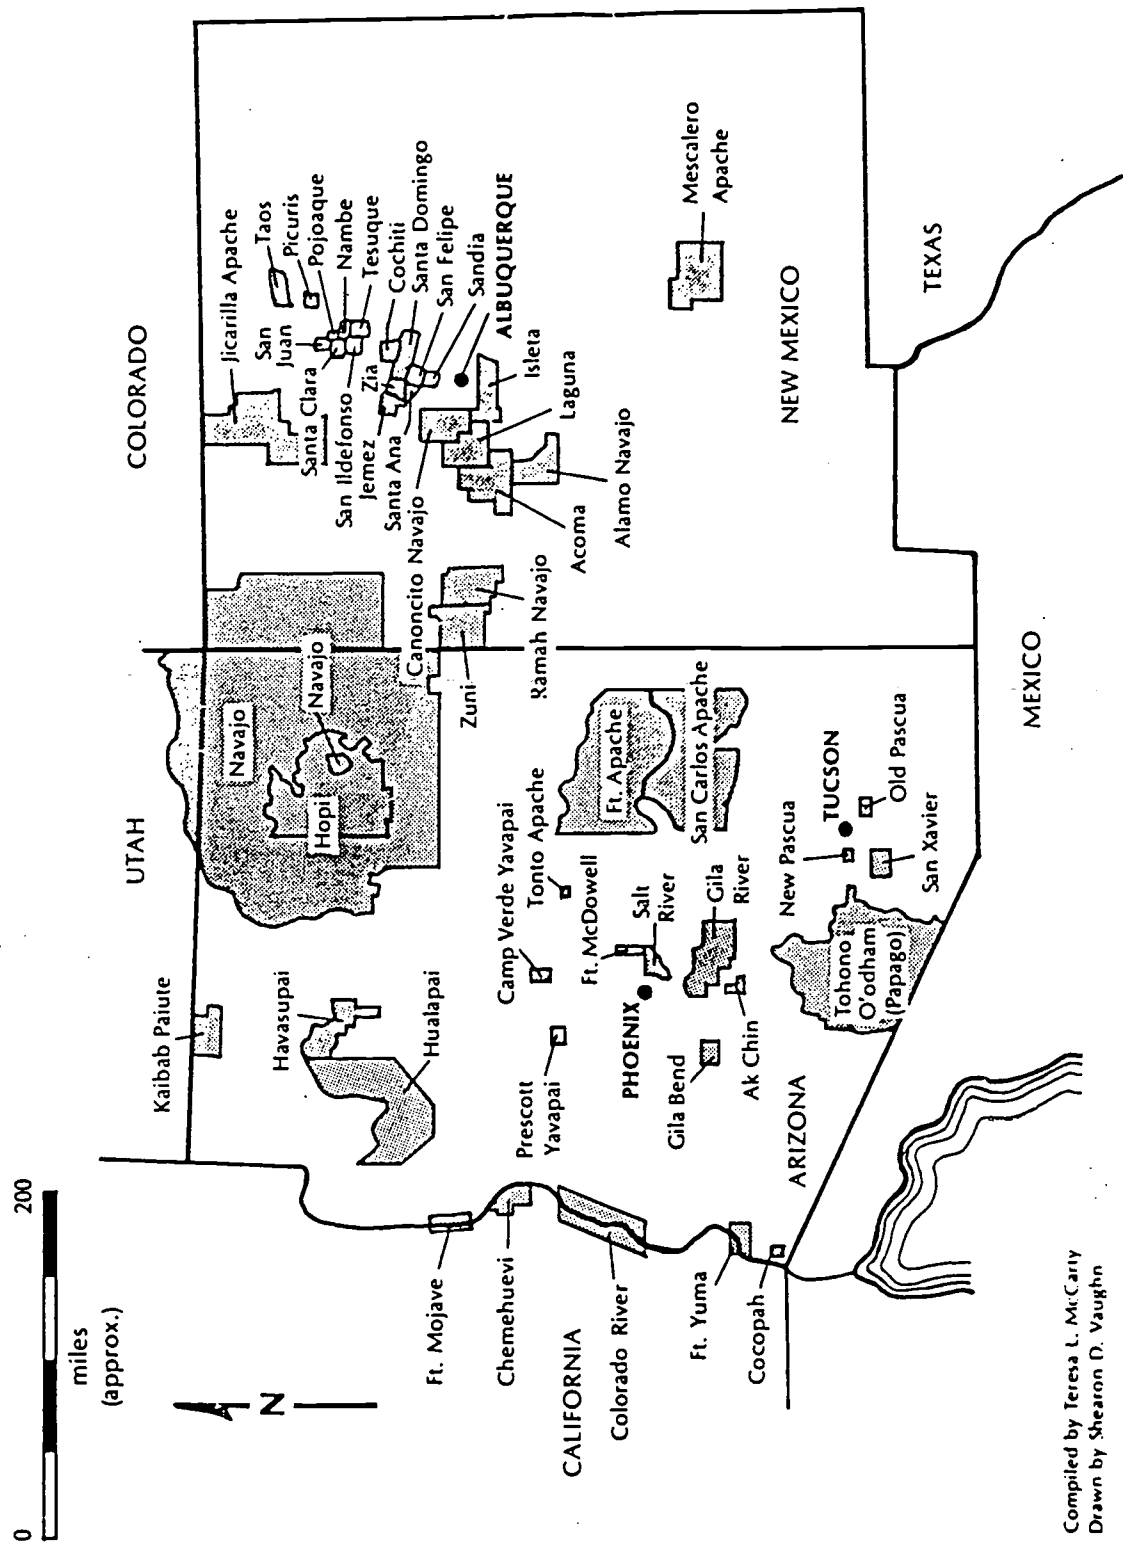 0
200
miles
(approx.)
N
UTAH
COLORADO
CALIFORNIA
ARIZONA
NEW MEXICO
TEXAS
MEXICO
Kaibab Paiute
Havasupai
Hualapai
Navajo
Hopi
Navajo
Jicarilla Apache
Taos
Picuris
Pojoaque
Nambe
Tesuque
San
Juan
Santa Clara
San Ildefonso
Cochiti
Santa Domingo
San Felipe
Sandia
ALBUQUERQUE
Zia
Jemez
Santa Ana
Canoncito Navajo
Isleta
Laguna
Acoma
Alamo Navajo
Zuni
Ramah Navajo
Mescalero
Apache
Ft. Mojave
Chemehuevi
Colorado River
Ft. Yuma
Cocopah
Prescott
Yavapai
Camp Verde Yavapai
Tonto Apache
Ft. McDowell
Salt
River
PHOENIX
Gila
River
Gila Bend
Ak Chin
Ft. Apache
San Carlos Apache
New Pascua
TUCSON
Old Pascua
San Xavier
Tohono
O'odham
(Papago)
Compiled by Teresa L. McCarty
Drawn by Shearon D. Vaughn